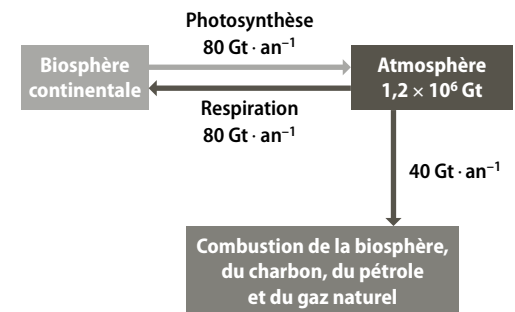 Photosynthèse
80 Gt · an⁻¹
Biosphère
continentale
Atmosphère
1,2 × 10⁶ Gt
Respiration
80 Gt · an⁻¹
40 Gt · an⁻¹
Combustion de la biosphère,
du charbon, du pétrole
et du gaz naturel